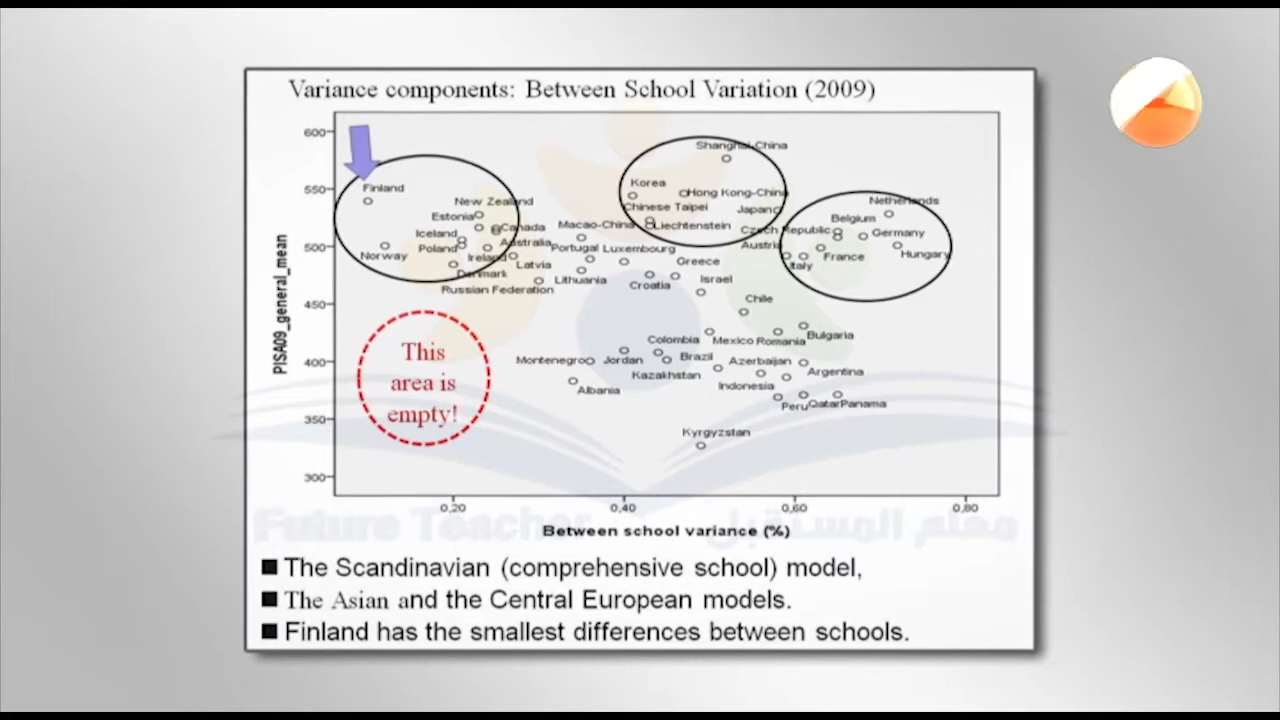 Variance components: Between School Variation (2009)
600
550
500
450
400
350
300
PISA09_general_mean
Finland
Norway
New Zealand
Estonia
Canada
Iceland
Poland
Australia
Ireland
Denmark
Latvia
Russian Federation
Macao-China
Portugal
Luxembourg
Lithuania
Croatia
Greece
Israel
Shanghai-China
Korea
Hong Kong-China
Chinese Taipei
Japan
Liechtenstein
Netherlands
Belgium
Czech Republic
Germany
Austria
Hungary
France
Italy
Chile
Colombia
Mexico
Romania
Bulgaria
Montenegro
Jordan
Brazil
Azerbaijan
Kazakhstan
Argentina
Indonesia
Albania
Peru
Qatar
Panama
Kyrgyzstan
This
area is
empty!
0,20
0,40
0,60
0,80
Between school variance (%)
Future Teacher
معلم المستقبل
■ The Scandinavian (comprehensive school) model,
■ The Asian and the Central European models.
■ Finland has the smallest differences between schools.